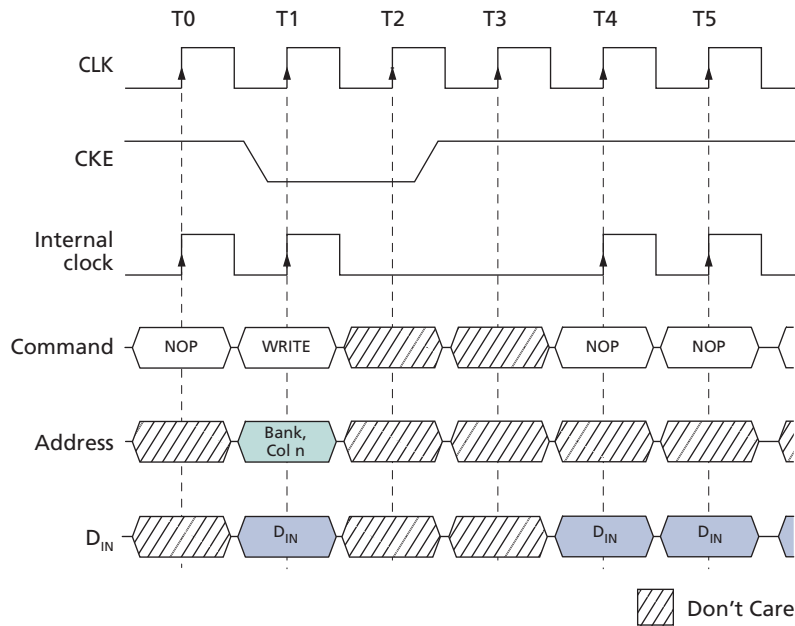 T0 T1 T2 T3 T4 T5
CLK
CKE
Internal
clock
Command NOP WRITE NOP NOP
Address Bank,
Col n
DIN DIN DIN DIN
Don't Care